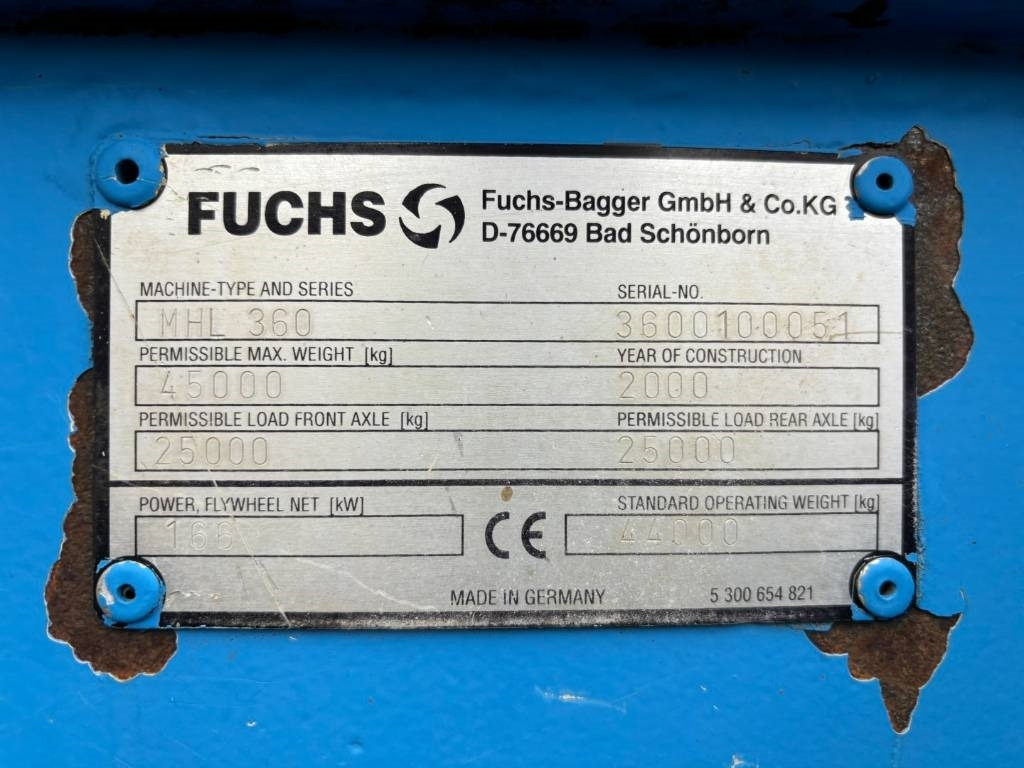 FUCHS
Fuchs-Bagger GmbH & Co.KG
D-76669 Bad Schönborn
MACHINE-TYPE AND SERIES SERIAL-NO.
MHL 360 3600100051
PERMISSIBLE MAX. WEIGHT [kg] YEAR OF CONSTRUCTION
45000 2000
PERMISSIBLE LOAD FRONT AXLE [kg] PERMISSIBLE LOAD REAR AXLE [kg]
25000 25000
POWER, FLYWHEEL NET [kW] STANDARD OPERATING WEIGHT [kg]
166 CE 44000
MADE IN GERMANY 5 300 654 821